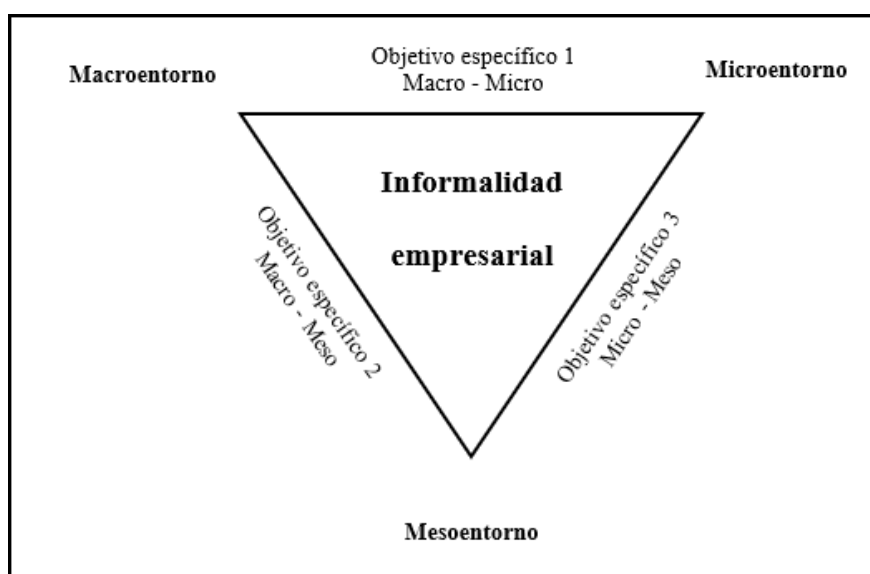 Objetivo específico 1
Macroentorno
Macro - Micro
Microentorno
Informalidad
empresarial
Objetivo específico 2
Macro - Meso
Objetivo específico 3
Micro - Meso
Mesoentorno